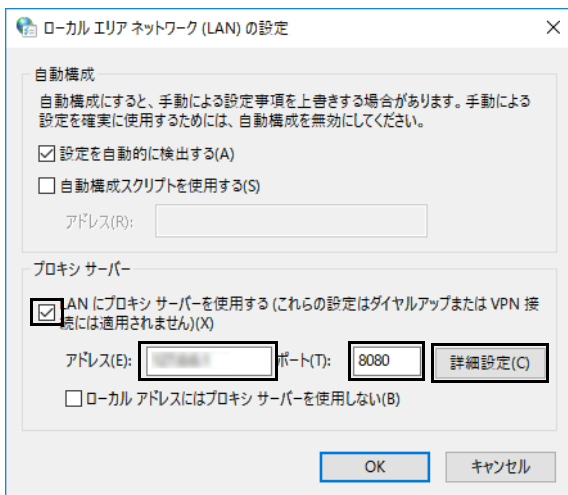 ローカル エリア ネットワーク (LAN) の設定
自動構成
自動構成にすると、手動による設定事項を上書きする場合があります。手動による
設定を確実に使用するためには、自動構成を無効にしてください。
設定を自動的に検出する(A)
自動構成スクリプトを使用する(S)
アドレス(R):
プロキシ サーバー
LAN にプロキシ サーバーを使用する (これらの設定はダイヤルアップまたは VPN 接
続には適用されません)(X)
アドレス(E): ポート(T): 8080 詳細設定(C)
ローカル アドレスにはプロキシ サーバーを使用しない(B)
OK キャンセル